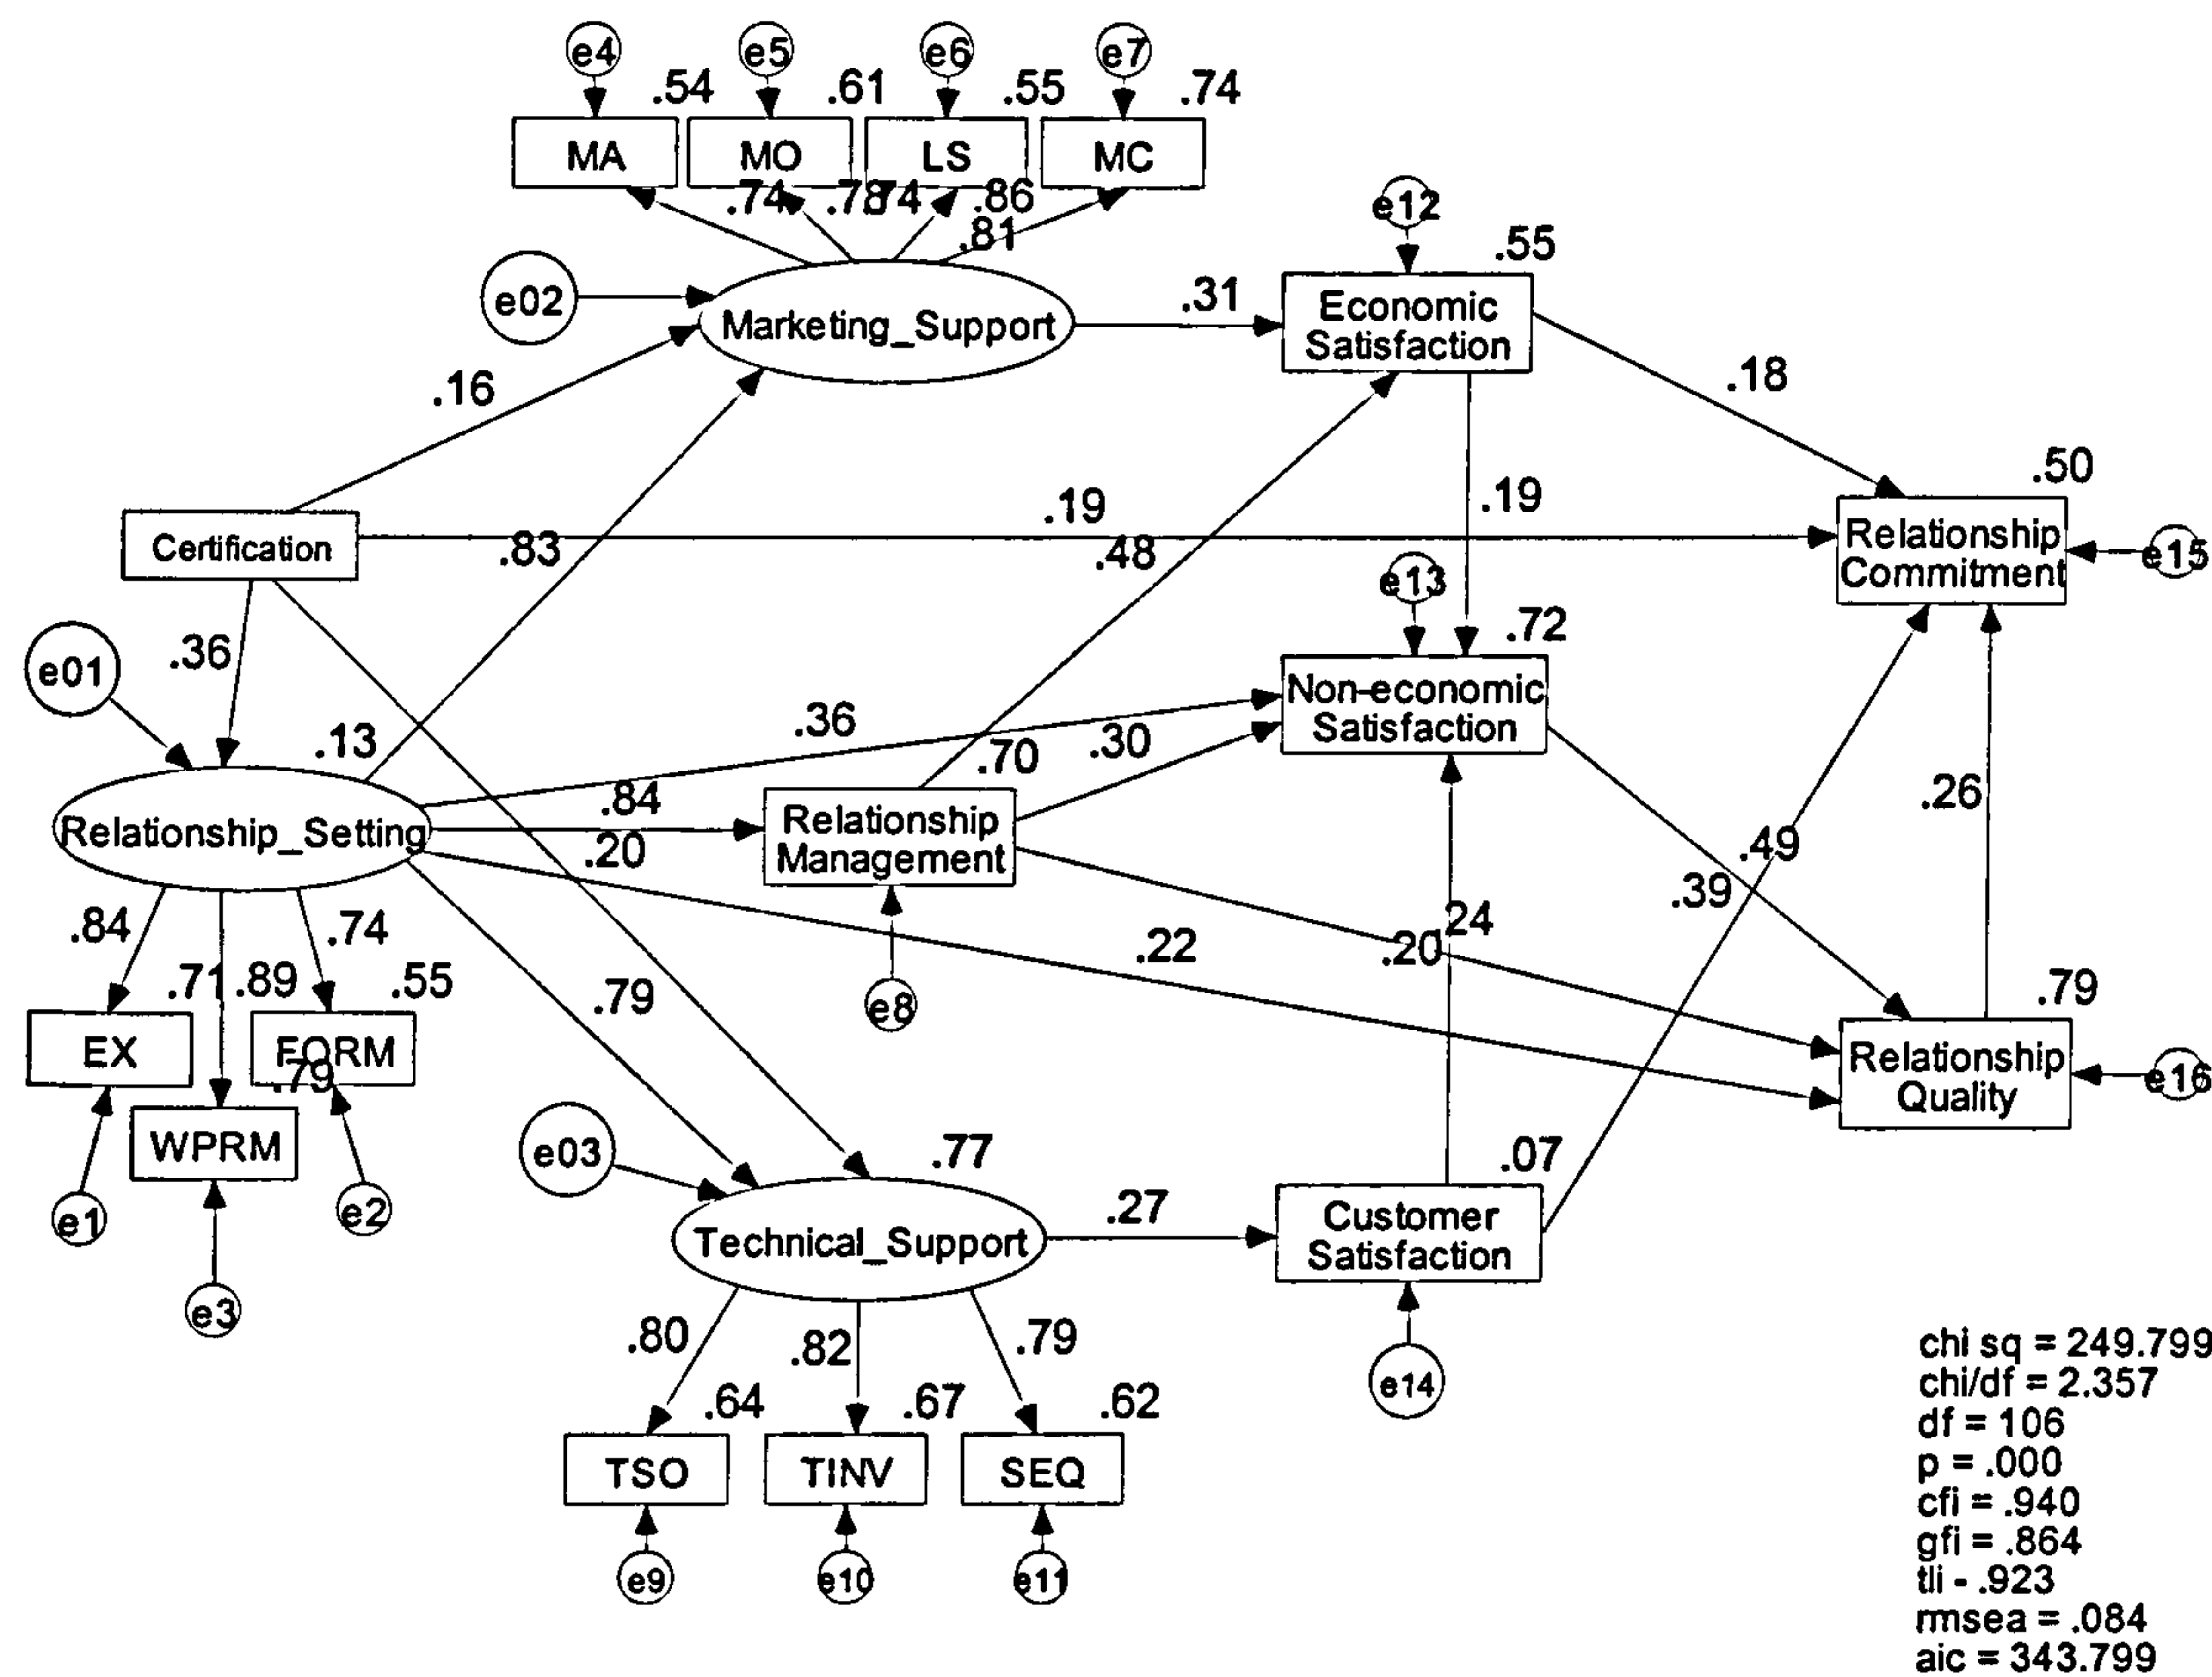 e4 e5 e6 e7
.54 .61 .55 .74
MA MO LS MC
.74 .78 .74 .86
.81
e12
.55
e02
Marketing_Support
.31
Economic
Satisfaction
.16
.18
.50
.19
.19
Certification
.83
.48
Relationship
Commitment
e15
e13
.72
.36
e01
Non-economic
Satisfaction
.13
.36
.30
.70
.84
.26
Relationship_Setting
.20
Relationship
Management
.49
.39
.84
.74
.24
.22
.20
.71 .89 .55
.79
.79
e8
EX
FORM
.79
Relationship
Quality
e16
WPRM
e03
.77
.07
e1
e2
.27
Technical_Support
Customer
Satisfaction
e3
.80
.82
.79
e14
.64 .67 .62
TSO TINV SEQ
e9 e10 e11
chi sq = 249.799
chi/df = 2.357
df = 106
p = .000
cfi = .940
gfi = .864
tli - .923
rmsea = .084
aic = 343.799